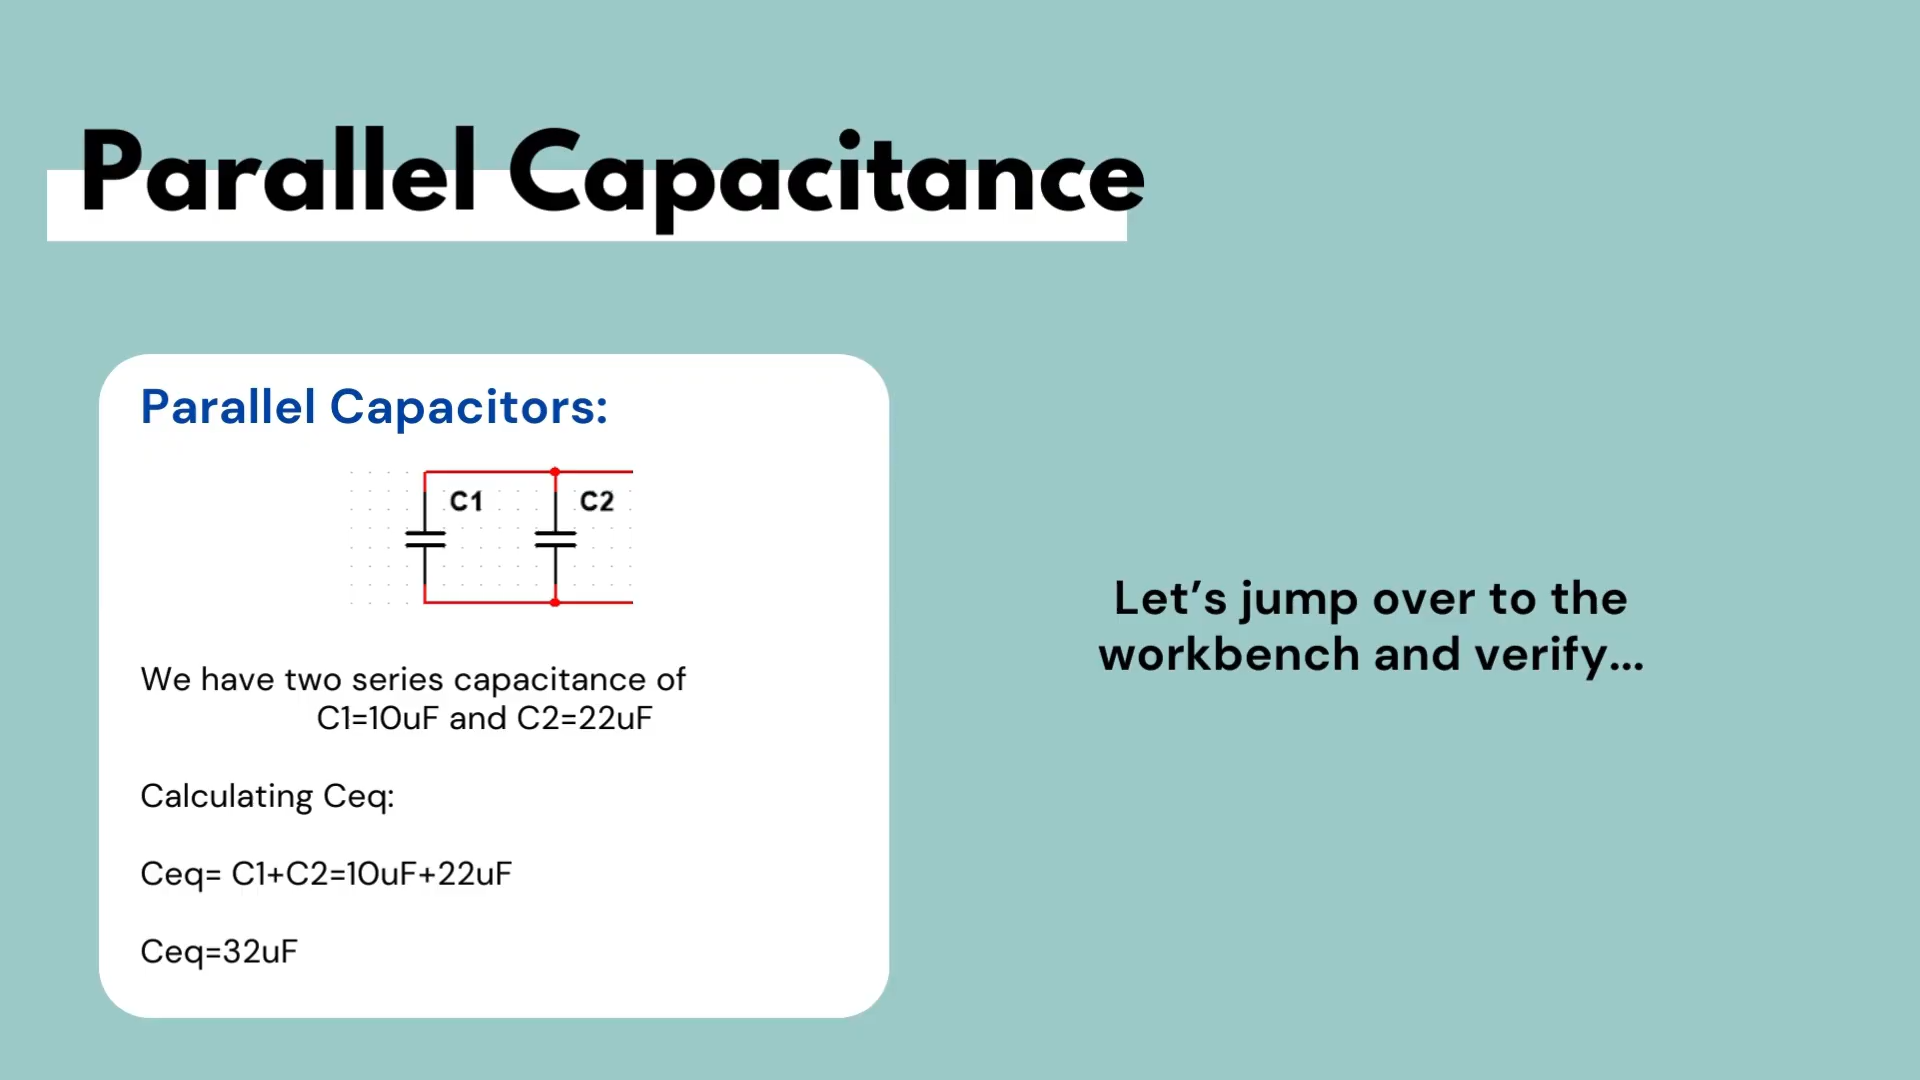 Parallel Capacitance
Parallel Capacitors:
C1 C2
We have two series capacitance of
C1=10uF and C2=22uF
Calculating Ceq:
Ceq= C1+C2=10uF+22uF
Ceq=32uF
Let’s jump over to the
workbench and verify...